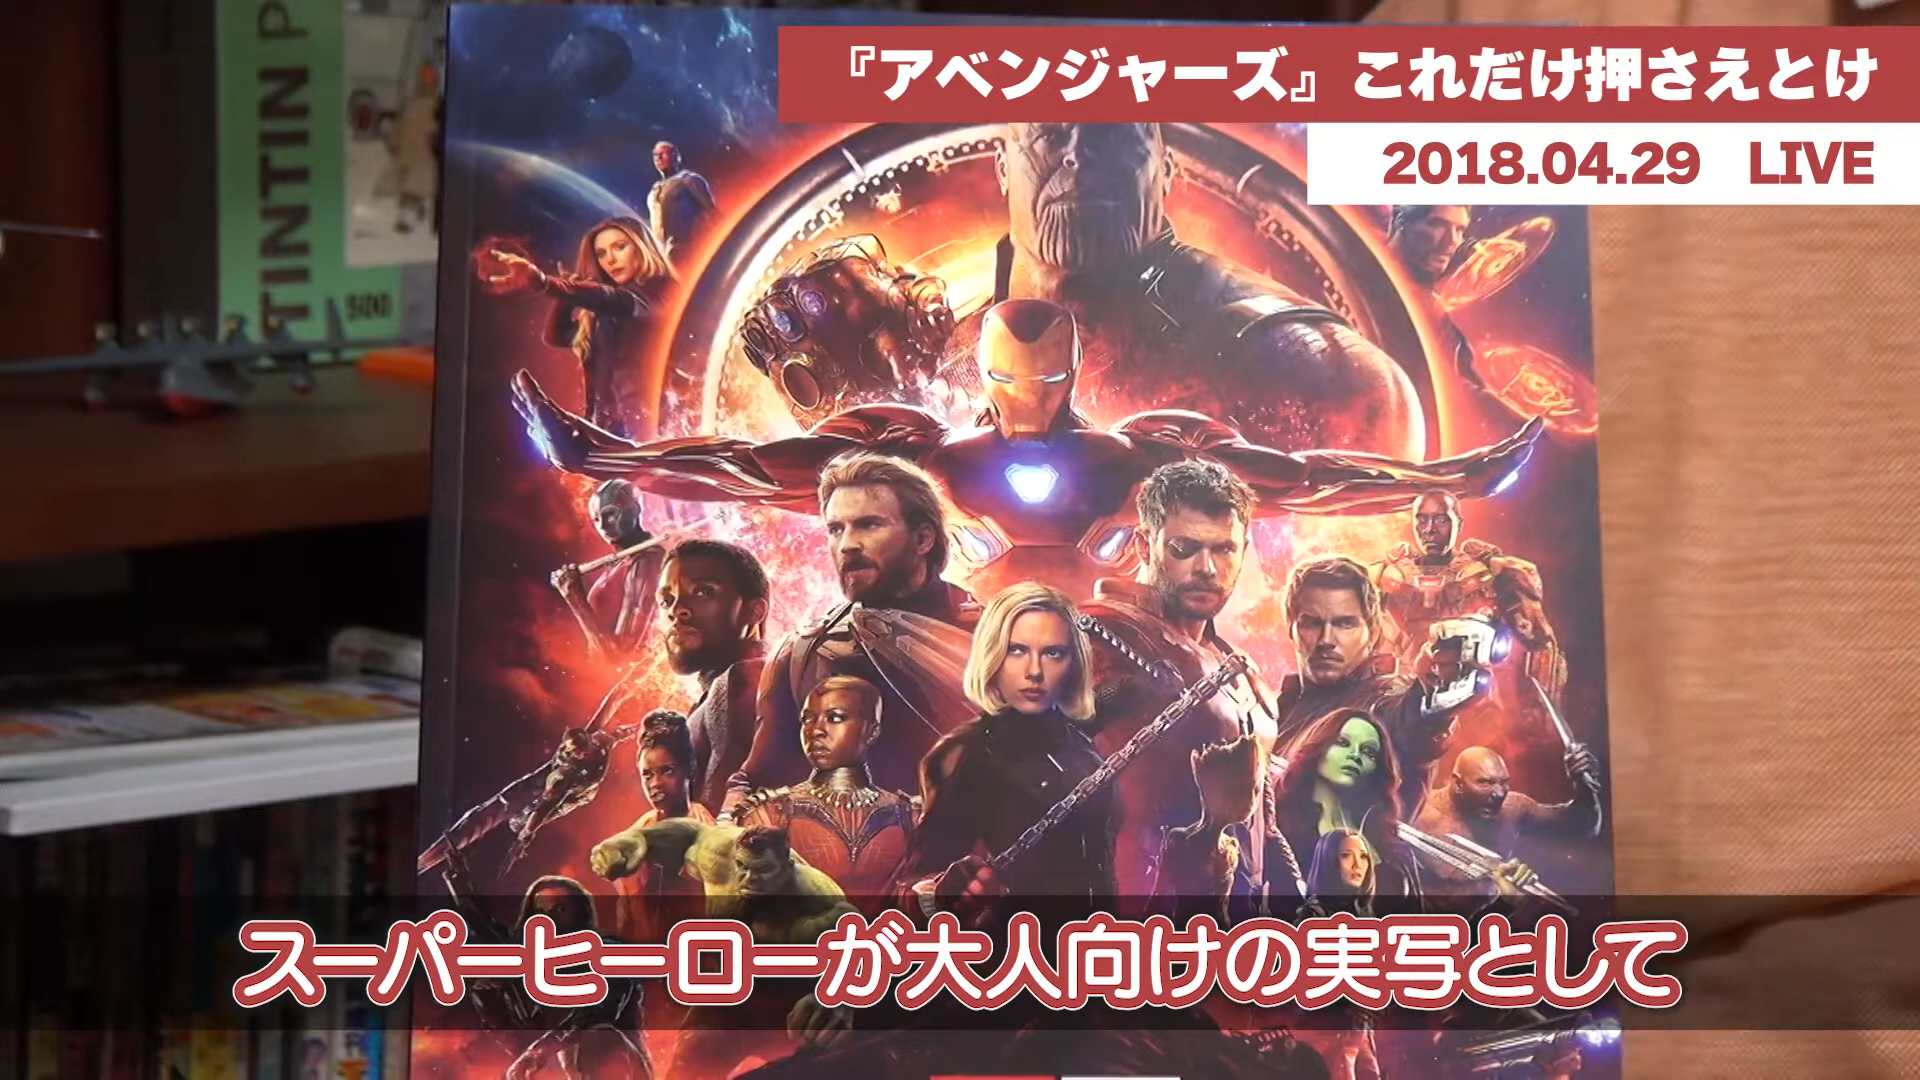 『アベンジャーズ』これだけ押さえとけ
2018.04.29 LIVE
TINTIN P
スーパーヒーローが大人向けの実写として